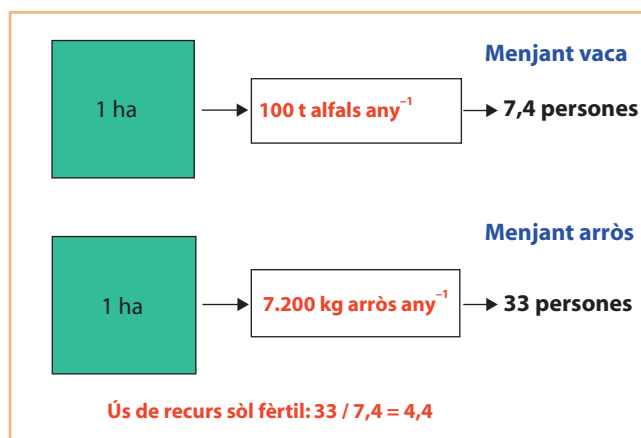 Menjant vaca
1 ha
100 t alfals any⁻¹
7,4 persones
Menjant arròs
1 ha
7.200 kg arròs any⁻¹
33 persones
Ús de recurs sòl fèrtil: 33 / 7,4 = 4,4